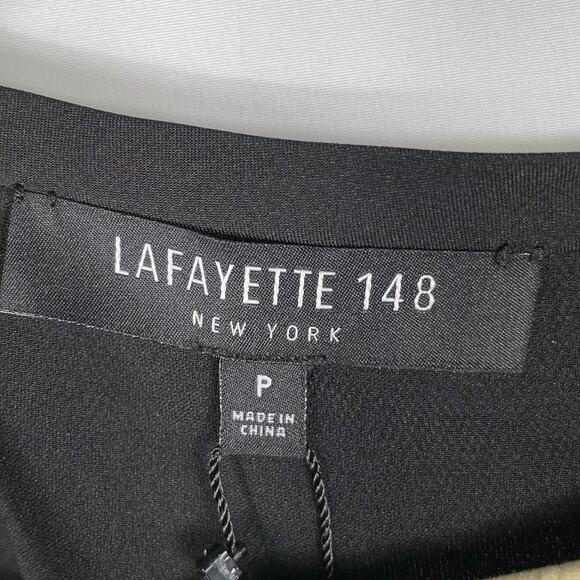 LAFAYETTE 148
NEW YORK
P
MADE IN
CHINA